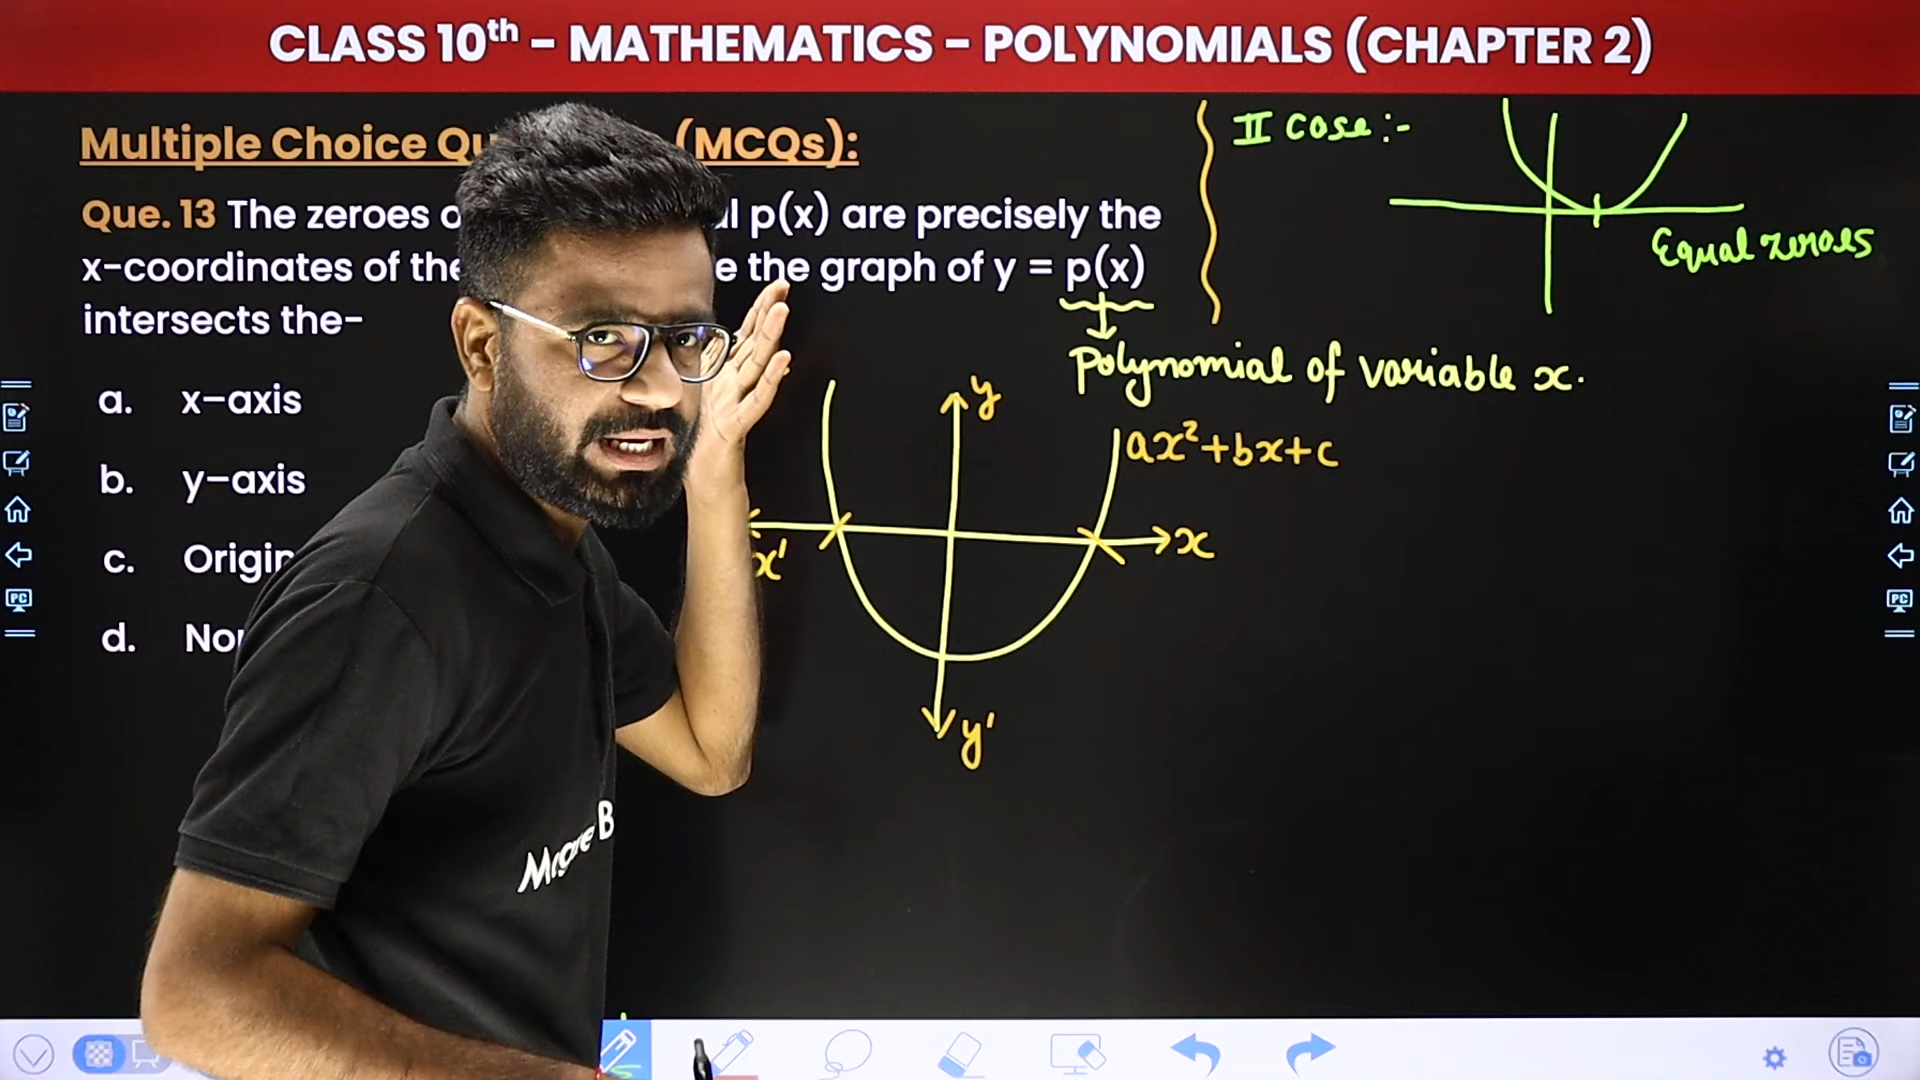 CLASS 10th - MATHEMATICS - POLYNOMIALS (CHAPTER 2)
Multiple Choice Qu (MCQs):
Que. 13 The zeroes o l p(x) are precisely the
x-coordinates of the e the graph of y = p(x)
intersects the-
a. x-axis
b. y-axis
c. Origin
d. No
II Case :-
Equal zeroes
Polynomial of variable x.
y
ax²+bx+c
x'
x
y'
PC
PC